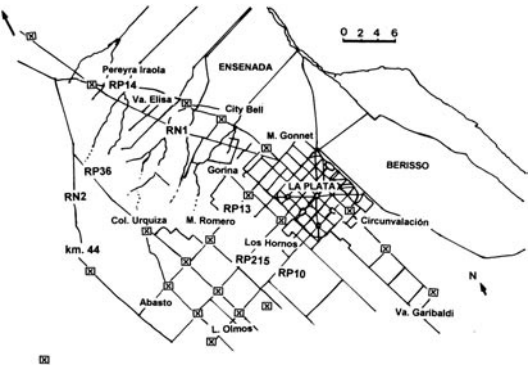 0 2 4 6
ENSENADA
Pereyra Iraola
RP14
Va. Elisa
City Bell
RN1
M. Gonnet
BERISSO
RP36
Gorina
LA PLATA
RN2
Col. Urquiza
M. Romero
RP13
Circunvalación
km. 44
Los Hornos
RP215
RP10
N
Abasto
L. Olmos
Va. Garibaldi